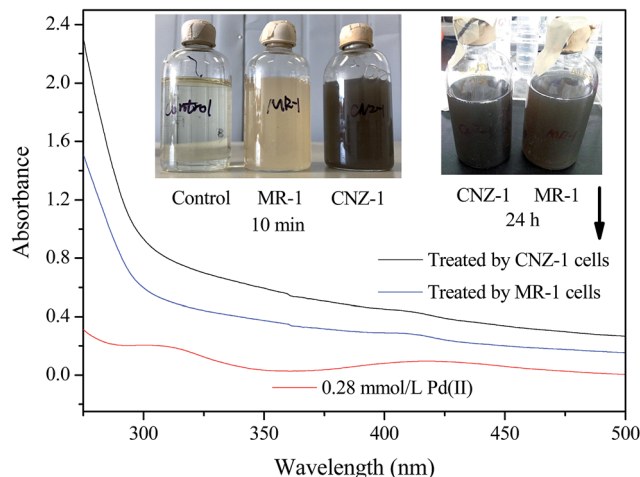 2.4
2.0
1.6
1.2
0.8
0.4
0.0
Absorbance
Control
MR-1
CNZ-1
Control MR-1 CNZ-1
10 min
CNZ-1 MR-1
24 h
Treated by CNZ-1 cells
Treated by MR-1 cells
0.28 mmol/L Pd(II)
300 350 400 450 500
Wavelength (nm)